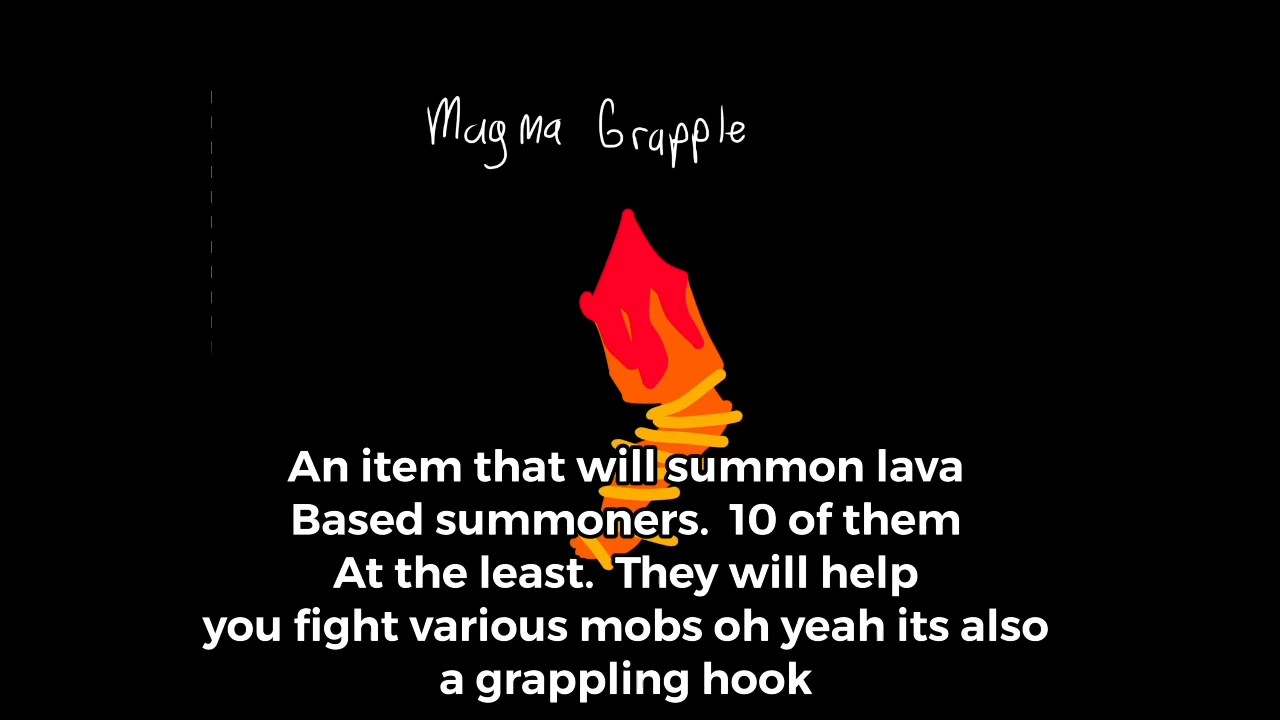 Magma Grapple
An item that will summon lava
Based summoners. 10 of them
At the least. They will help
you fight various mobs oh yeah its also
a grappling hook